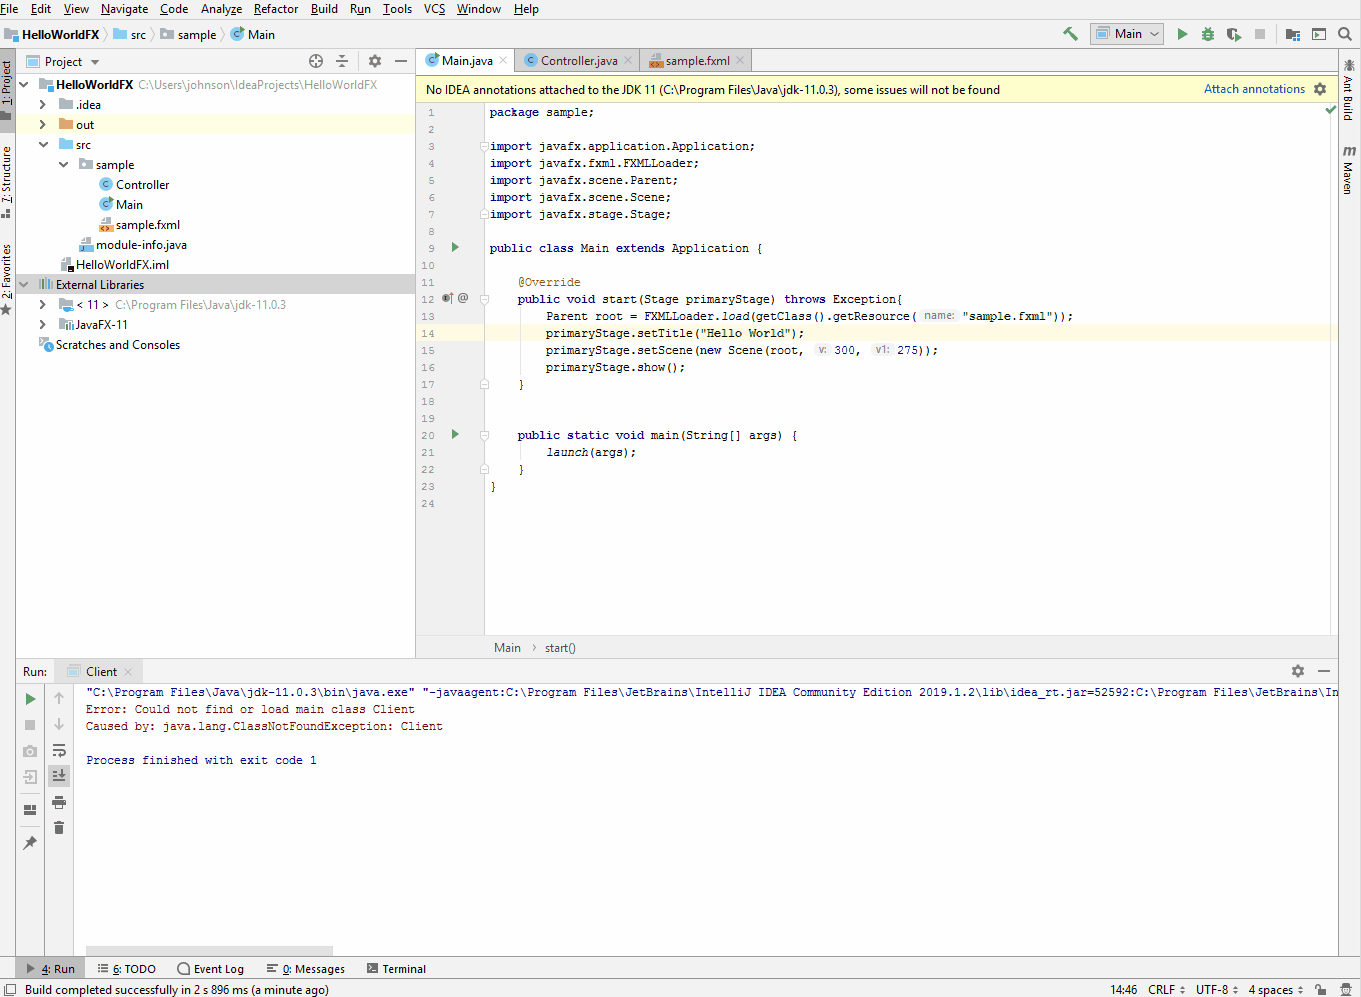 File Edit View Navigate Code Analyze Refactor Build Run Tools VCS Window Help
HelloWorldFX src sample Main
Main
1: Project
7: Structure
2: Favorites
Project
HelloWorldFX C:\Users\johnson\IdeaProjects\HelloWorldFX
.idea
out
src
sample
Controller
Main
sample.fxml
module-info.java
HelloWorldFX.iml
External Libraries
< 11 > C:\Program Files\Java\jdk-11.0.3
JavaFX-11
Scratches and Consoles
Main.java Controller.java sample.fxml
No IDEA annotations attached to the JDK 11 (C:\Program Files\Java\jdk-11.0.3), some issues will not be found Attach annotations
1 package sample;
2
3 import javafx.application.Application;
4 import javafx.fxml.FXMLLoader;
5 import javafx.scene.Parent;
6 import javafx.scene.Scene;
7 import javafx.stage.Stage;
8
9 public class Main extends Application {
10
11 @Override
12 @ public void start(Stage primaryStage) throws Exception{
13 Parent root = FXMLLoader.load(getClass().getResource( name: "sample.fxml"));
14 primaryStage.setTitle("Hello World");
15 primaryStage.setScene(new Scene(root, v: 300, v1: 275));
16 primaryStage.show();
17 }
18
19
20 public static void main(String[] args) {
21 launch(args);
22 }
23 }
24
Main start()
Ant Build
m Maven
Run: Client
"C:\Program Files\Java\jdk-11.0.3\bin\java.exe" "-javaagent:C:\Program Files\JetBrains\IntelliJ IDEA Community Edition 2019.1.2\lib\idea_rt.jar=52592:C:\Program Files\JetBrains\In
Error: Could not find or load main class Client
Caused by: java.lang.ClassNotFoundException: Client
Process finished with exit code 1
4: Run 6: TODO Event Log 0: Messages Terminal
Build completed successfully in 2 s 896 ms (a minute ago) 14:46 CRLF UTF-8 4 spaces